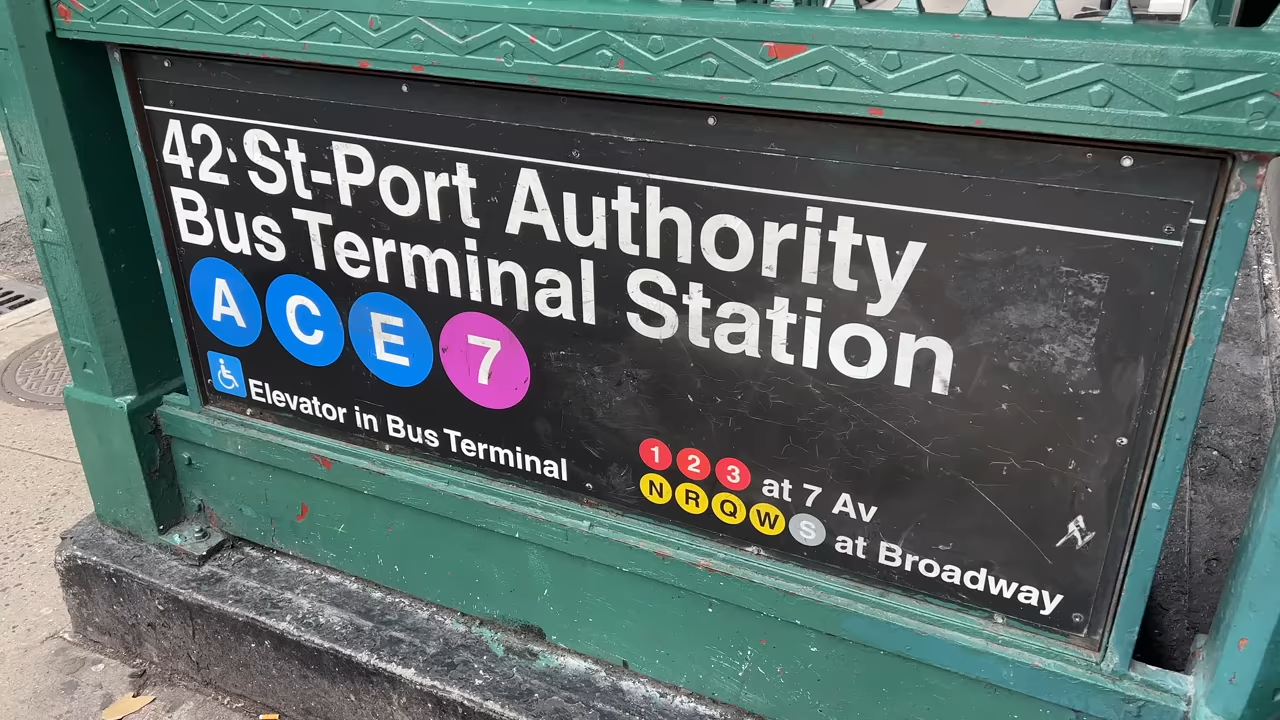 42 St-Port Authority
Bus Terminal Station
A C E 7
Elevator in Bus Terminal
1 2 3 at 7 Av
N R Q W S at Broadway